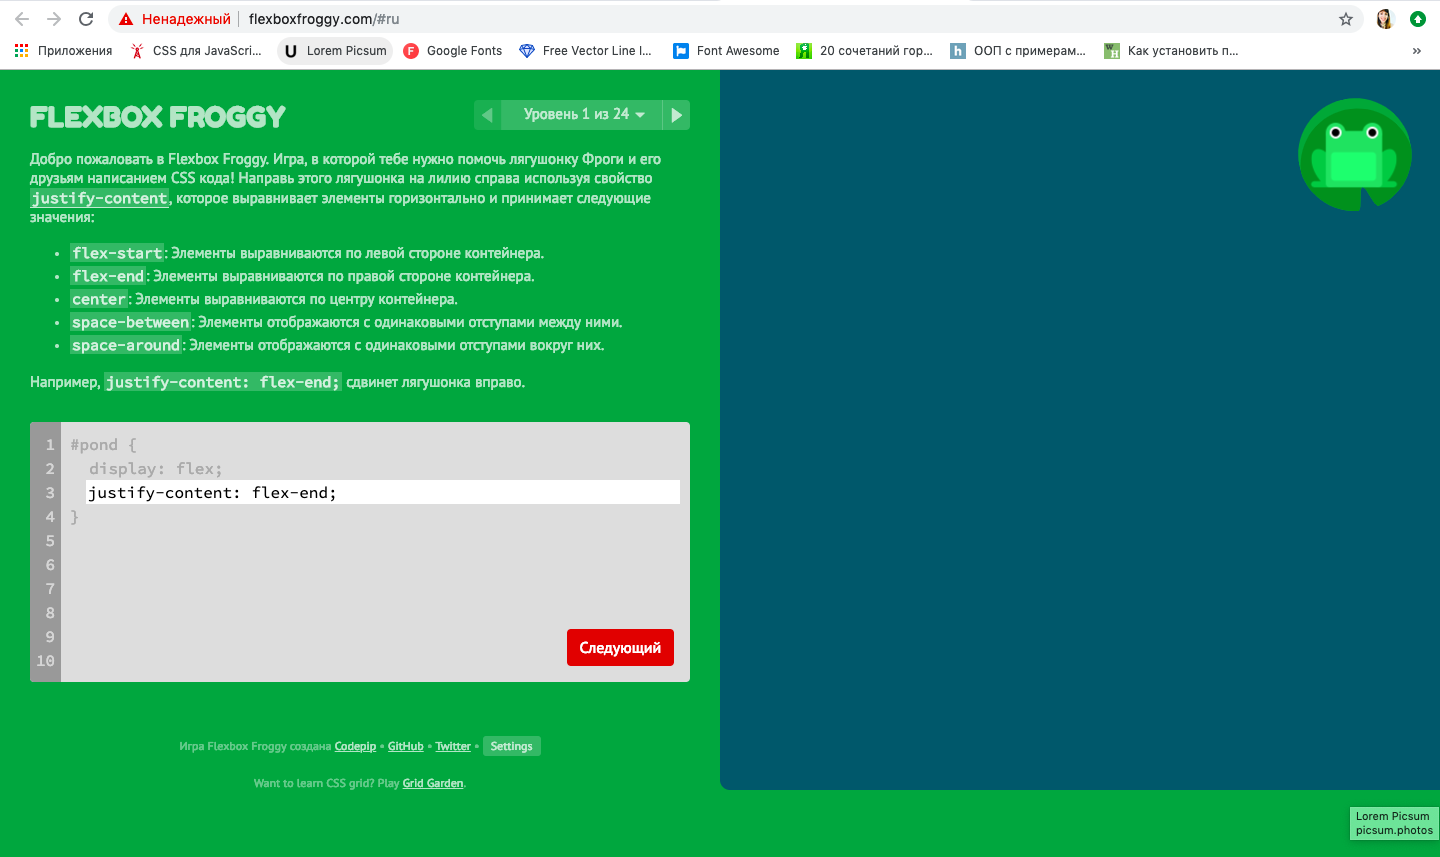 Ненадежный flexboxfroggy.com/#ru
Приложения CSS для JavaScri... Lorem Picsum Google Fonts Free Vector Line I... Font Awesome 20 сочетаний гор... ООП с примерам... Как установить п... »
FLEXBOX FROGGY
Уровень 1 из 24
Добро пожаловать в Flexbox Froggy. Игра, в которой тебе нужно помочь лягушонку Фроги и его
друзьям написанием CSS кода! Направь этого лягушонка на лилию справа используя свойство
justify-content, которое выравнивает элементы горизонтально и принимает следующие
значения:
• flex-start: Элементы выравниваются по левой стороне контейнера.
• flex-end: Элементы выравниваются по правой стороне контейнера.
• center: Элементы выравниваются по центру контейнера.
• space-between: Элементы отображаются с одинаковыми отступами между ними.
• space-around: Элементы отображаются с одинаковыми отступами вокруг них.
Например, justify-content: flex-end; сдвинет лягушонка вправо.
1 #pond {
2 display: flex;
3 justify-content: flex-end;
4 }
5
6
7
8
9
10
Следующий
Игра Flexbox Froggy создана Codepip • GitHub • Twitter • Settings
Want to learn CSS grid? Play Grid Garden.
Lorem Picsum
picsum.photos